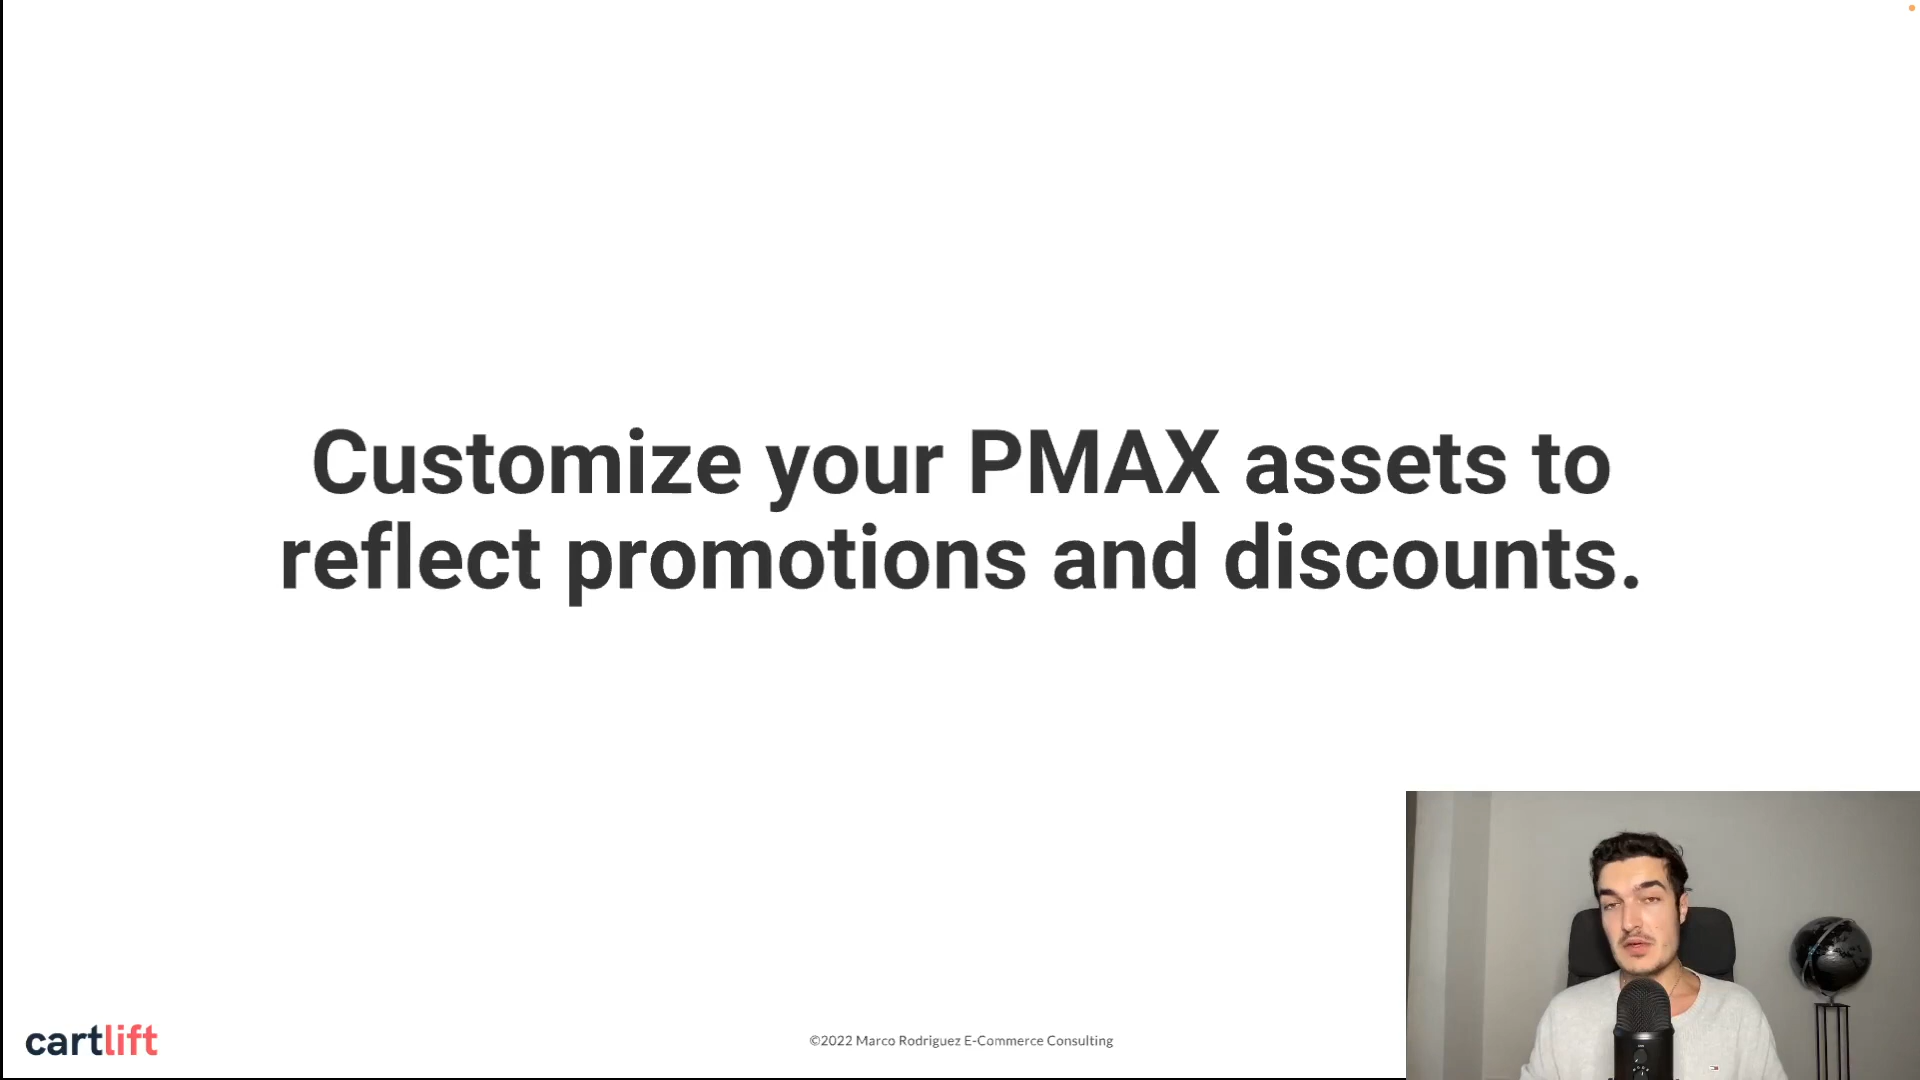 Customize your PMAX assets to
reflect promotions and discounts.
cartlift
©2022 Marco Rodriguez E-Commerce Consulting